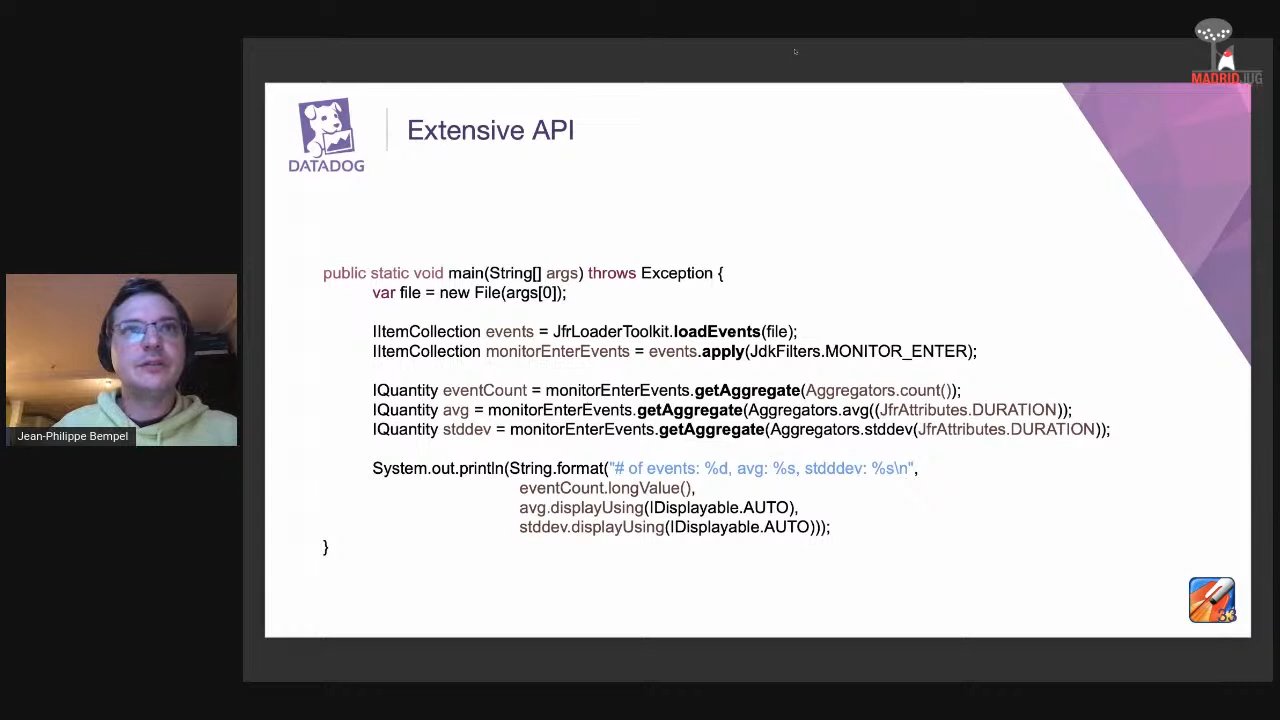 MADRIDJUG
DATADOG
Extensive API
public static void main(String[] args) throws Exception {
var file = new File(args[0]);
IItemCollection events = JfrLoaderToolkit.loadEvents(file);
IItemCollection monitorEnterEvents = events.apply(JdkFilters.MONITOR_ENTER);
IQuantity eventCount = monitorEnterEvents.getAggregate(Aggregators.count());
IQuantity avg = monitorEnterEvents.getAggregate(Aggregators.avg((JfrAttributes.DURATION));
IQuantity stddev = monitorEnterEvents.getAggregate(Aggregators.stddev(JfrAttributes.DURATION));
System.out.println(String.format("# of events: %d, avg: %s, stdddev: %s\n",
eventCount.longValue(),
avg.displayUsing(IDisplayable.AUTO),
stddev.displayUsing(IDisplayable.AUTO)));
}
Jean-Philippe Bempel
36